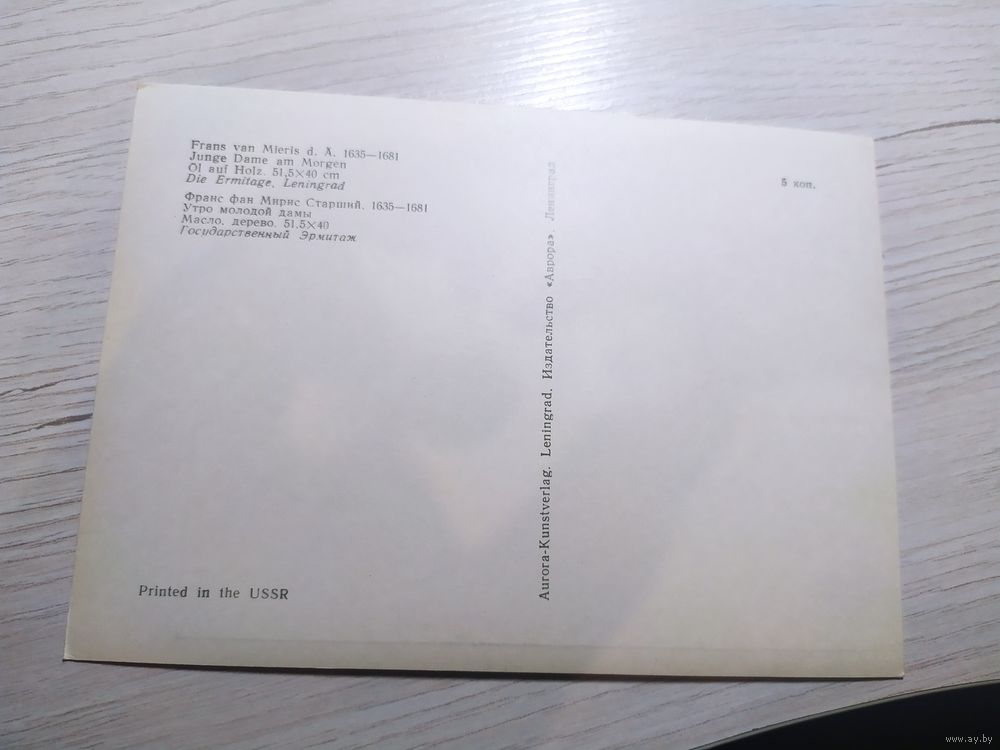 Frans van Mieris d. Ä. 1635—1681
Junge Dame am Morgen
Öl auf Holz. 51,5×40 cm
Die Ermitage, Leningrad
Франс фан Мирис Старший, 1635—1681
Утро молодой дамы
Масло, дерево. 51,5×40
Государственный Эрмитаж
Printed in the USSR
Aurora-Kunstverlag. Leningrad. Издательство «Аврора». Ленинград
5 коп.
www.ay.by